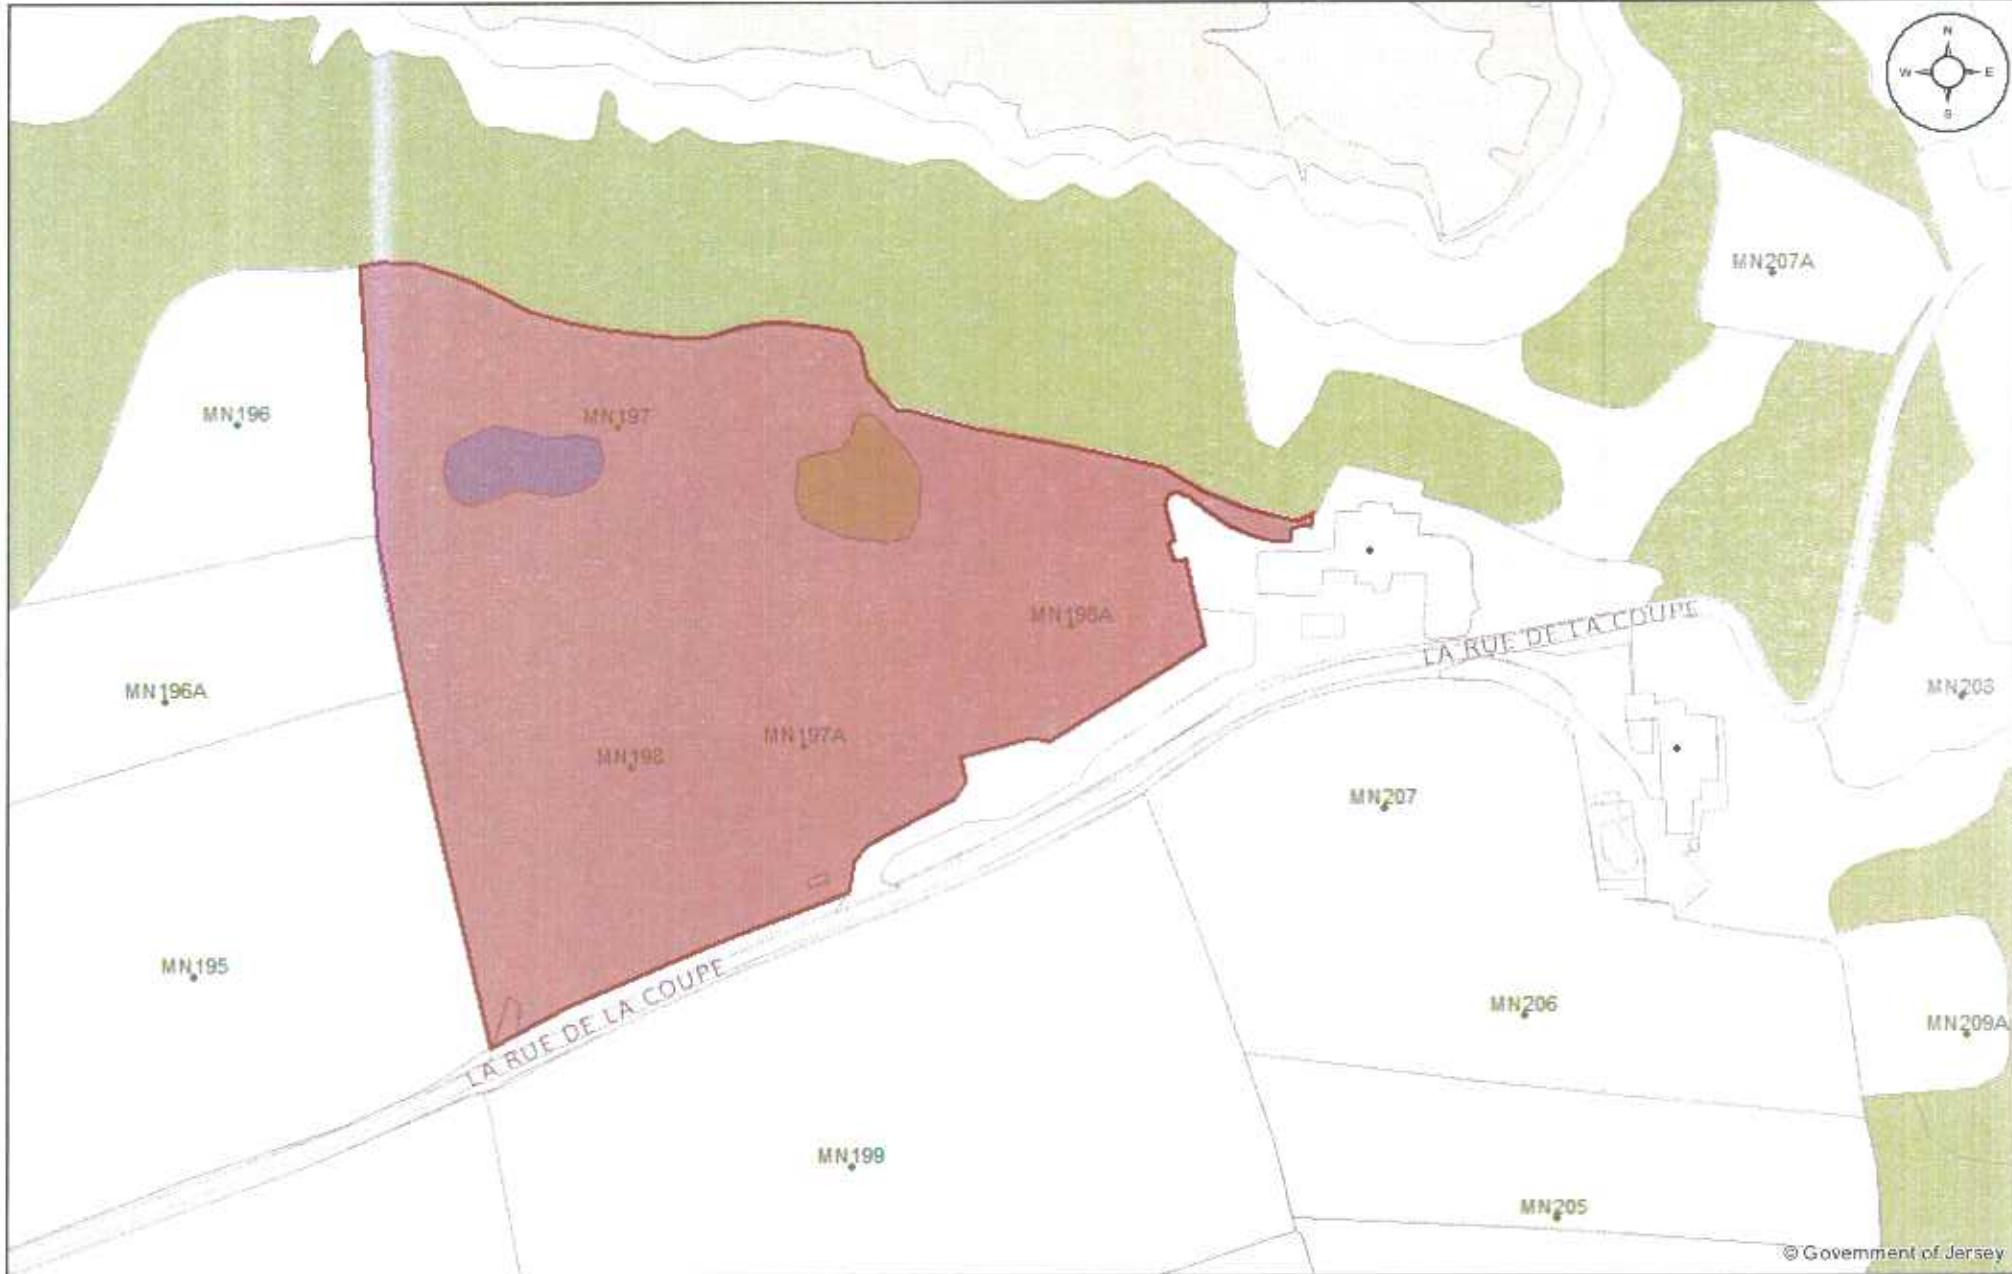 N
W E
S
MN207A
MN196
MN197
MN198A
LA RUE DE LA COUPE
MN196A
MN208
MN197A
MN198
MN207
MN195
LA RUE DE LA COUPE
MN206
MN209A
MN199
MN205
© Government of Jersey